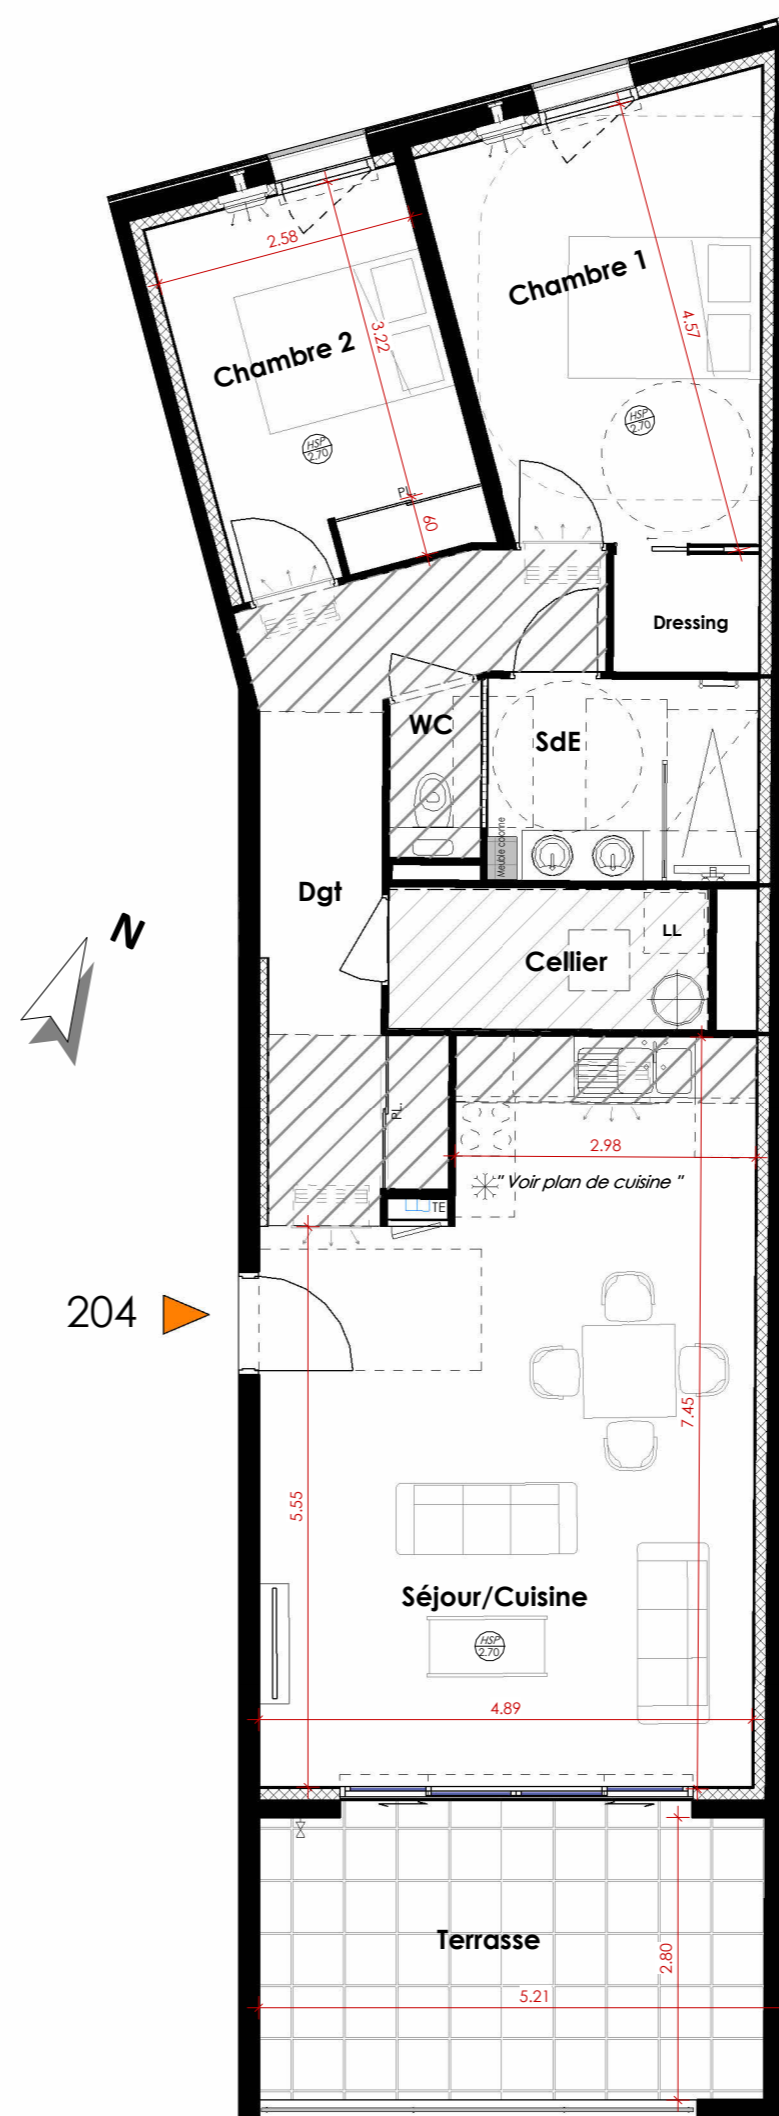 2.58
3.22
Chambre 2
HSP
2.70
PL.
60
Chambre 1
4.57
HSP
2.70
Dressing
WC
SdE
Meuble colonne
Dgt
N
Cellier
LL
PL.
TE
2.98
" Voir plan de cuisine "
204
7.45
5.55
Séjour/Cuisine
HSP
2.70
4.89
Terrasse
2.80
5.21